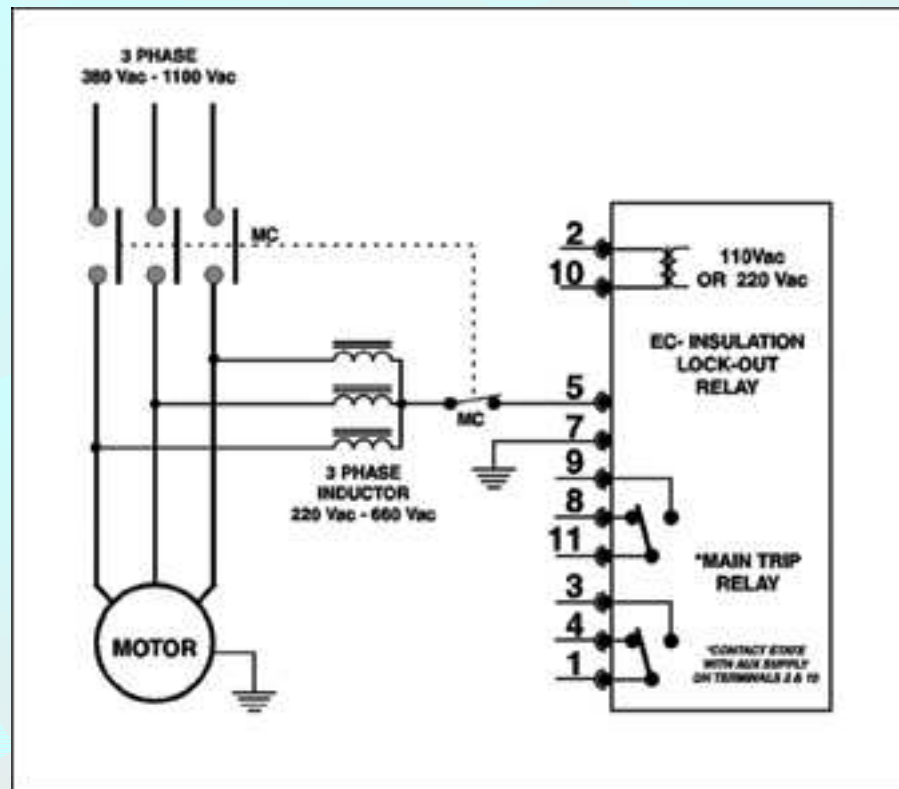 3 PHASE
380 Vac - 1100 Vac
MC
2
10
110Vac
OR 220 Vac
EC- INSULATION
LOCK-OUT
RELAY
5
MC
7
9
8
11
3 PHASE
INDUCTOR
220 Vac - 660 Vac
*MAIN TRIP
RELAY
3
4
1
MOTOR
*CONTACT STATE
WITH AUX SUPPLY
ON TERMINALS 2 & 10